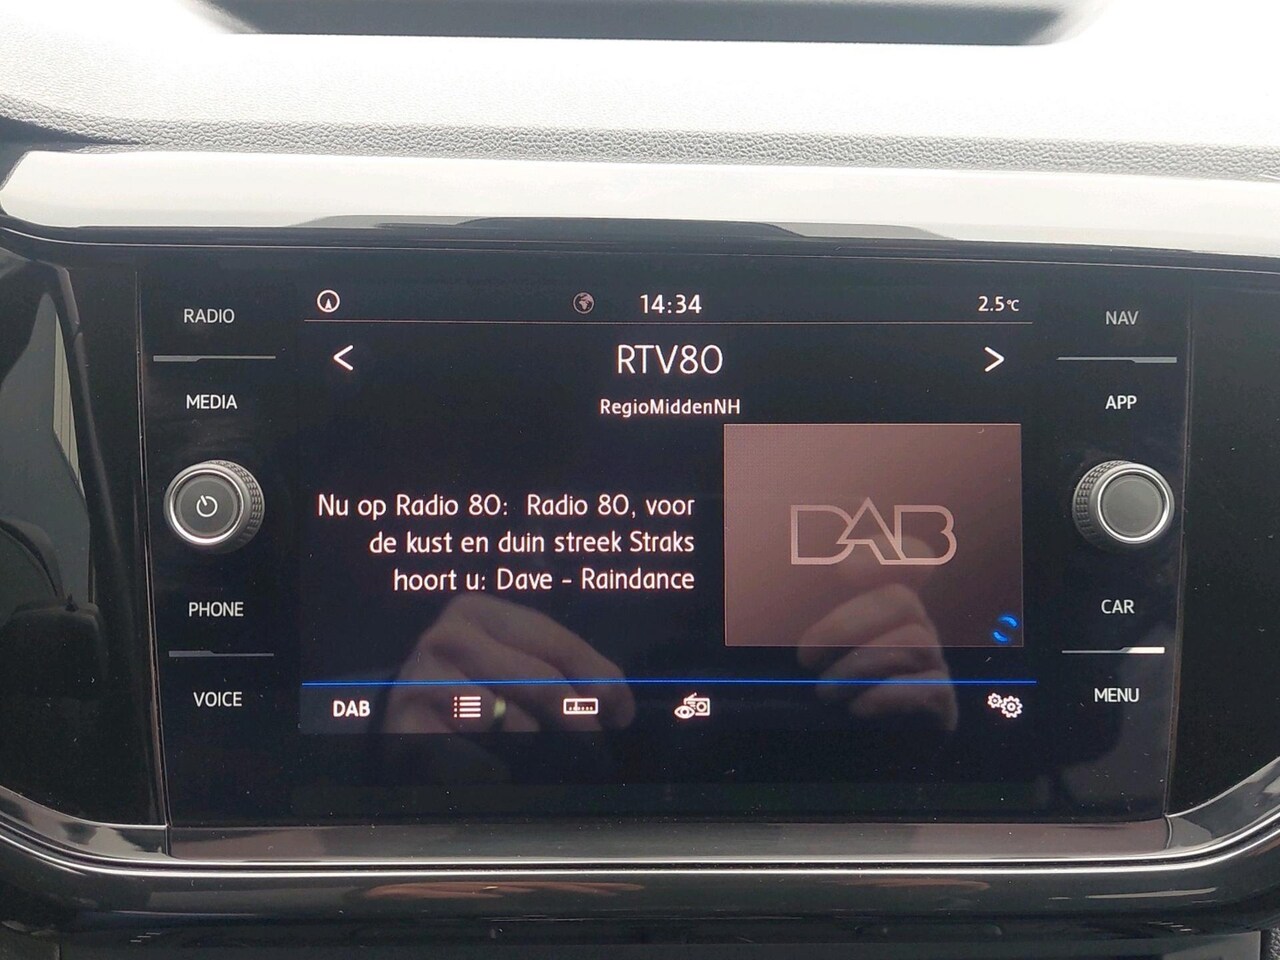 RADIO
MEDIA
PHONE
VOICE
14:34
2.5°C
<
RTV80
>
RegioMiddenNH
Nu op Radio 80: Radio 80, voor
de kust en duin streek Straks
hoort u: Dave - Raindance
DAB
DAB
NAV
APP
CAR
MENU